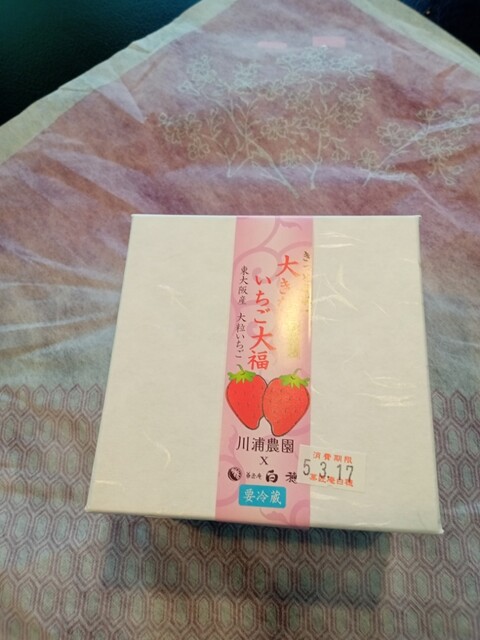 大き
いちご大福
東大阪産 大粒いちご
川浦農園
X
白穂
要冷蔵
消費期限
5.3.17